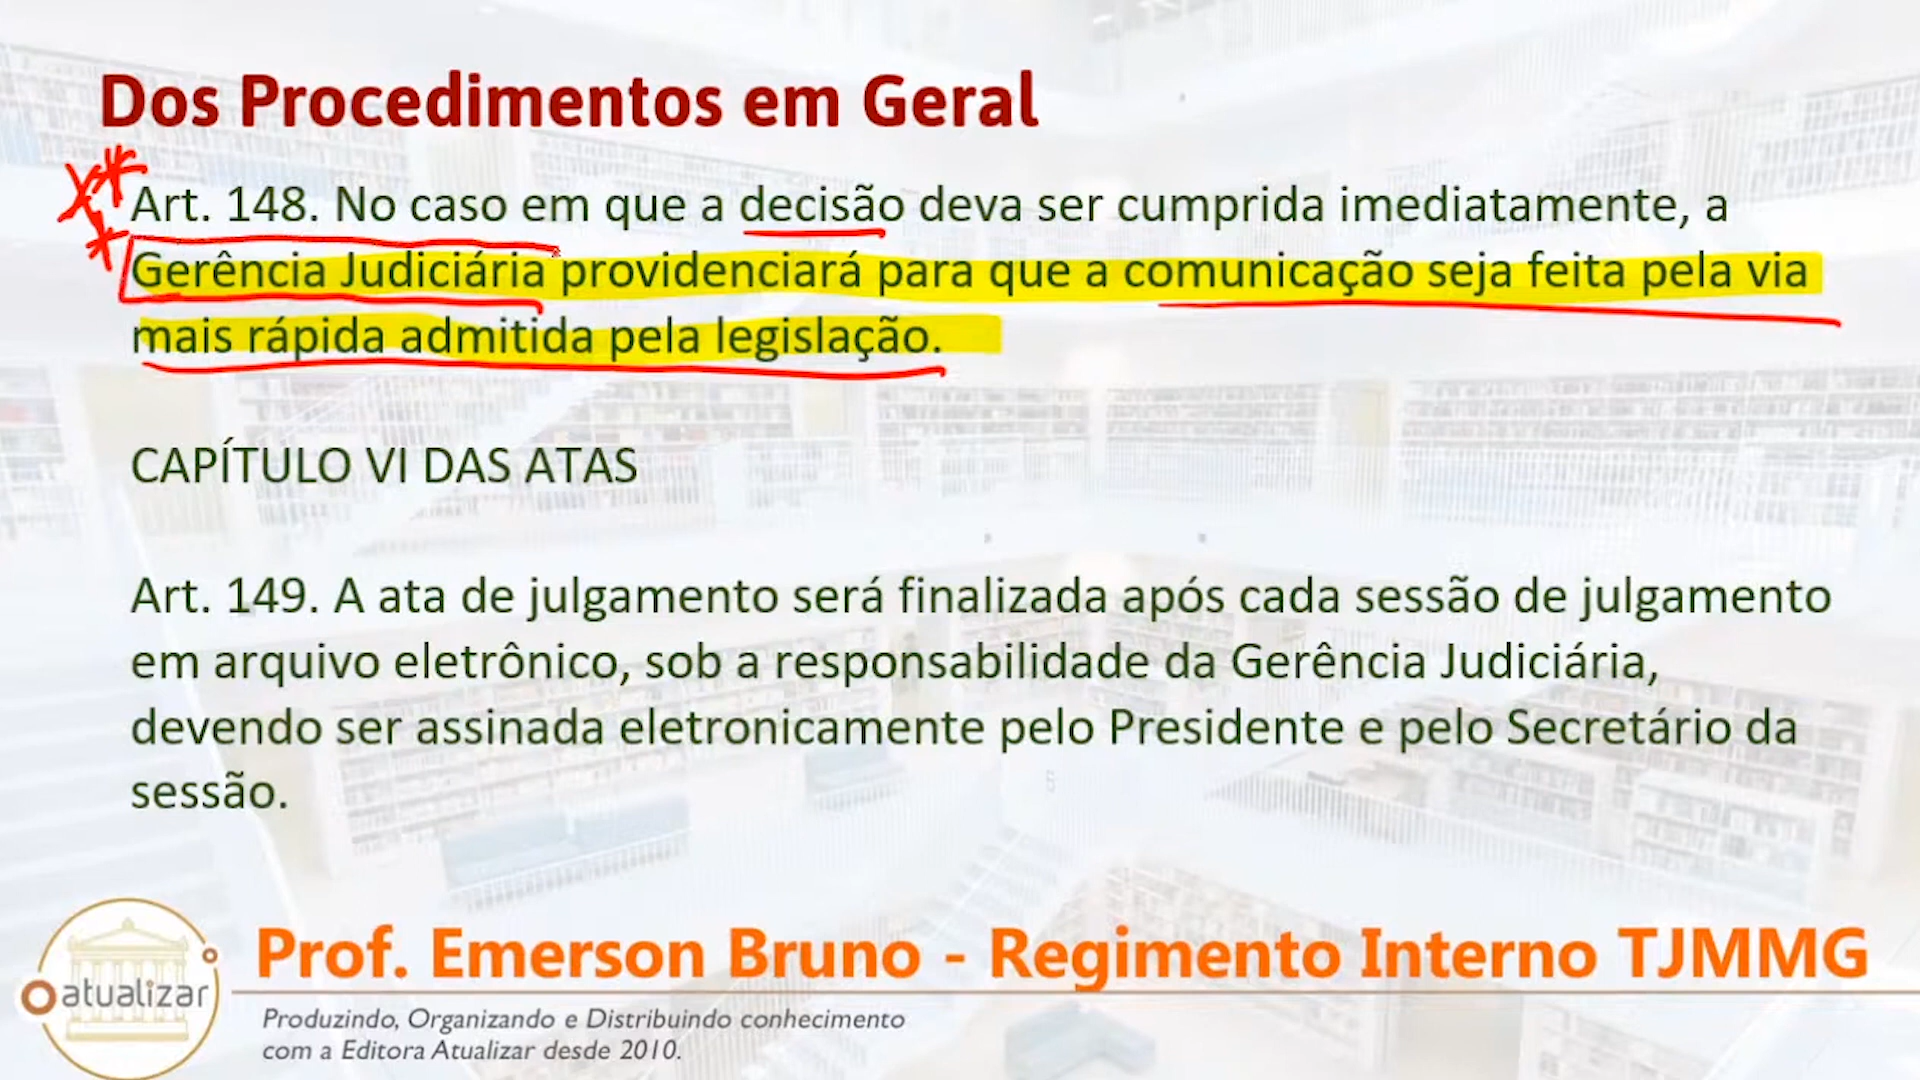 Dos Procedimentos em Geral
Art. 148. No caso em que a decisão deva ser cumprida imediatamente, a
Gerência Judiciária providenciará para que a comunicação seja feita pela via
mais rápida admitida pela legislação.
CAPÍTULO VI DAS ATAS
Art. 149. A ata de julgamento será finalizada após cada sessão de julgamento
em arquivo eletrônico, sob a responsabilidade da Gerência Judiciária,
devendo ser assinada eletronicamente pelo Presidente e pelo Secretário da
sessão.
Prof. Emerson Bruno - Regimento Interno TJMMG
atualizar
Produzindo, Organizando e Distribuindo conhecimento
com a Editora Atualizar desde 2010.